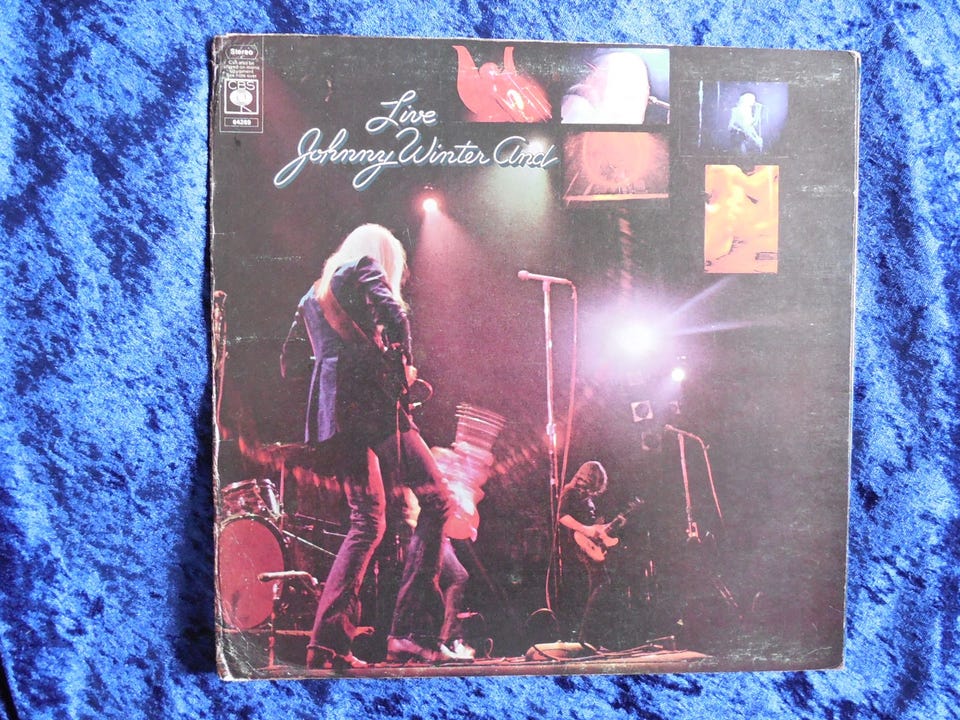 Stereo
CBS
64289
Live
Johnny Winter And